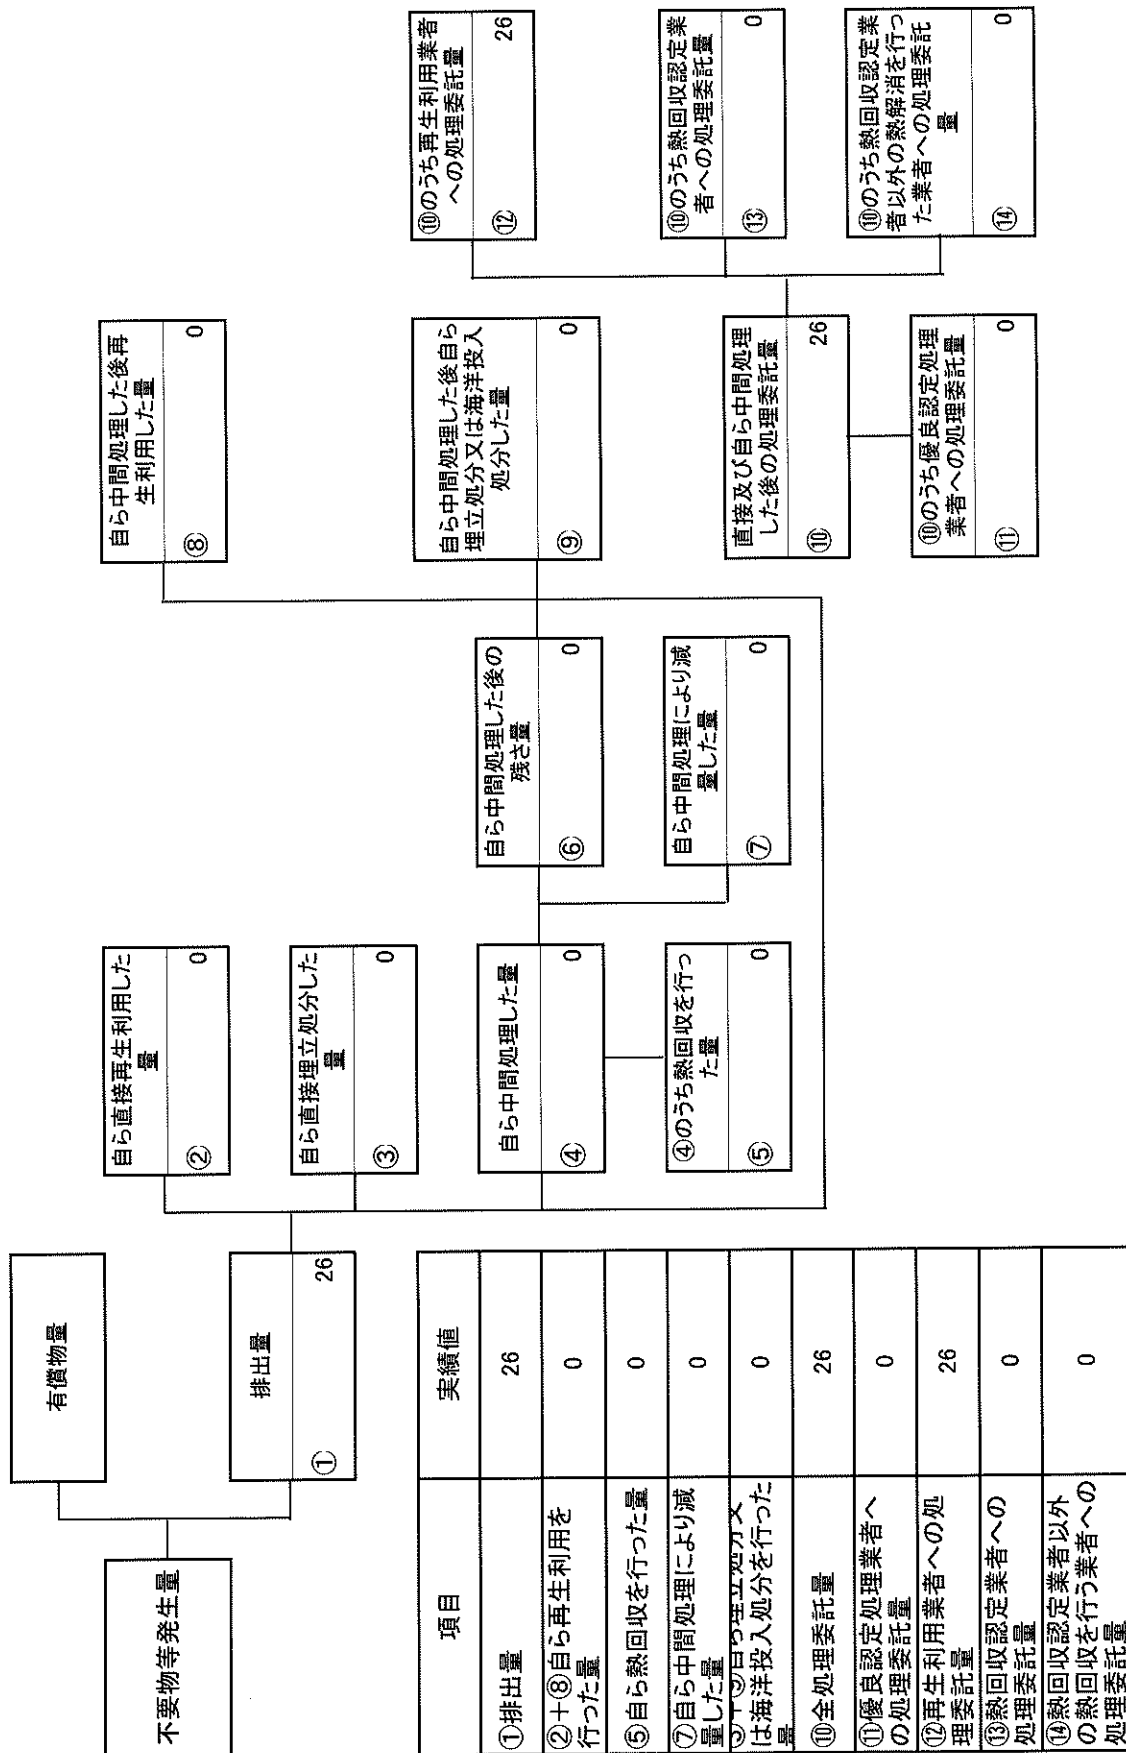 不要物等発生量
有償物量
排出量
① 26
自ら直接再生利用した
量
② 0
自ら直接埋立処分した
量
③ 0
自ら中間処理した量
④ 0
④のうち熱回収を行っ
た量
⑤ 0
自ら中間処理した後の
残さ量
⑥ 0
自ら中間処理により減
量した量
⑦ 0
自ら中間処理した後再
生利用した量
⑧ 0
自ら中間処理した後自ら
埋立処分又は海洋投入
処分した量
⑨ 0
直接及び自ら中間処理
した後の処理委託量
⑩ 26
⑩のうち優良認定処理
業者への処理委託量
⑪ 0
⑩のうち再生利用業者
への処理委託量
⑫ 26
⑩のうち熱回収認定業
者への処理委託量
⑬ 0
⑩のうち熱回収認定業
者以外の熱解消を行っ
た業者への処理委託
量
⑭ 0
項目 実績値
①排出量 26
②+⑧自ら再生利用を
行った量 0
⑤自ら熱回収を行った量 0
⑦自ら中間処理により減
量した量 0
③+⑨自ら埋立処分又
は海洋投入処分を行った
量 0
⑩全処理委託量 26
⑪優良認定処理業者へ
の処理委託量 0
⑫再生利用業者への処
理委託量 26
⑬熱回収認定業者への
処理委託量 0
⑭熱回収認定業者以外
の熱回収を行う業者への
処理委託量 0